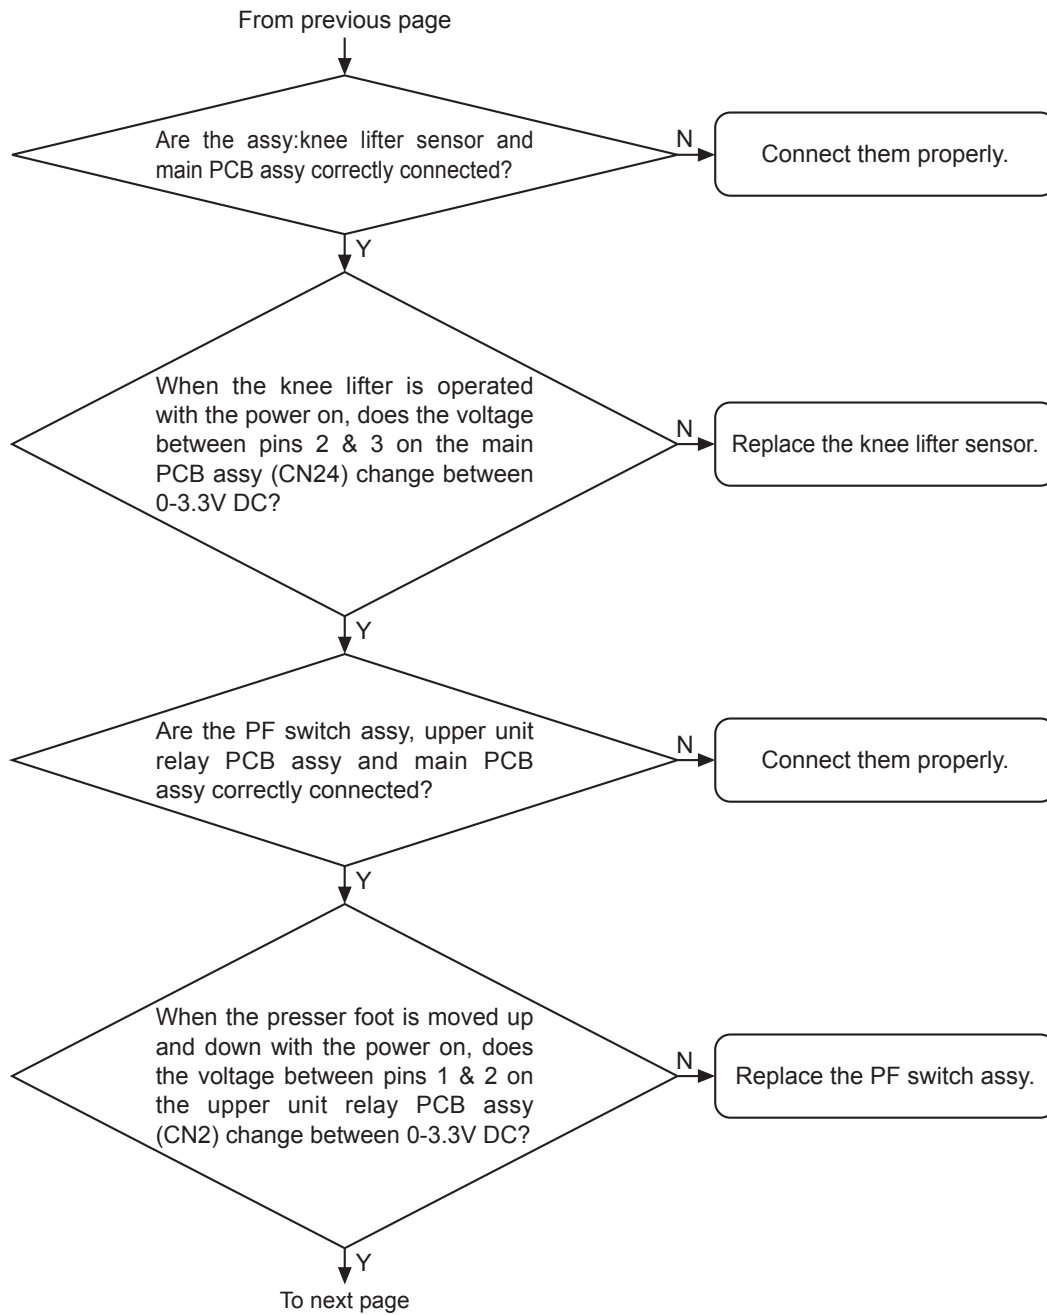 From previous page
Are the assy:knee lifter sensor and
main PCB assy correctly connected?
N
Connect them properly.
Y
When the knee lifter is operated
with the power on, does the voltage
between pins 2 & 3 on the main
PCB assy (CN24) change between
0-3.3V DC?
N
Replace the knee lifter sensor.
Y
Are the PF switch assy, upper unit
relay PCB assy and main PCB
assy correctly connected?
N
Connect them properly.
Y
When the presser foot is moved up
and down with the power on, does
the voltage between pins 1 & 2 on
the upper unit relay PCB assy
(CN2) change between 0-3.3V DC?
N
Replace the PF switch assy.
Y
To next page